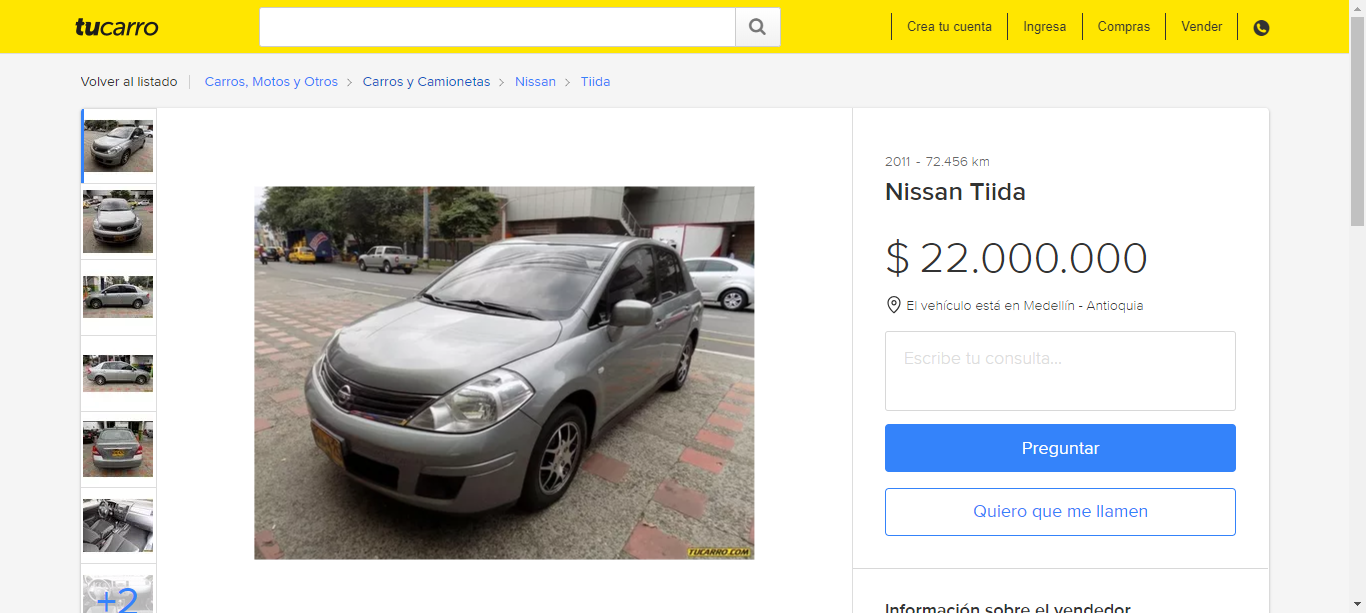 tucarro
Crea tu cuenta
Ingresa
Compras
Vender
Volver al listado
Carros, Motos y Otros > Carros y Camionetas > Nissan > Tiida
2011 - 72.456 km
Nissan Tiida
$ 22.000.000
El vehículo está en Medellín - Antioquia
Escribe tu consulta...
Preguntar
Quiero que me llamen
TUCARRO.COM
+2
Información sobre el vendedor